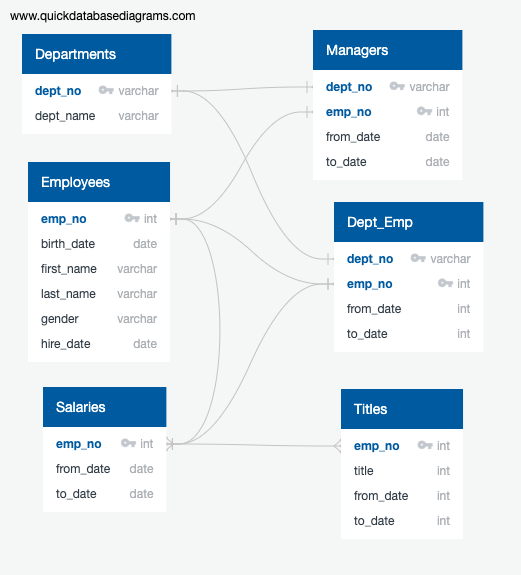 www.quickdatabasediagrams.com
Departments
dept_no varchar
dept_name varchar
Managers
dept_no varchar
emp_no int
from_date date
to_date date
Employees
emp_no int
birth_date date
first_name varchar
last_name varchar
gender varchar
hire_date date
Dept_Emp
dept_no varchar
emp_no int
from_date int
to_date int
Salaries
emp_no int
from_date date
to_date date
Titles
emp_no int
title int
from_date int
to_date int